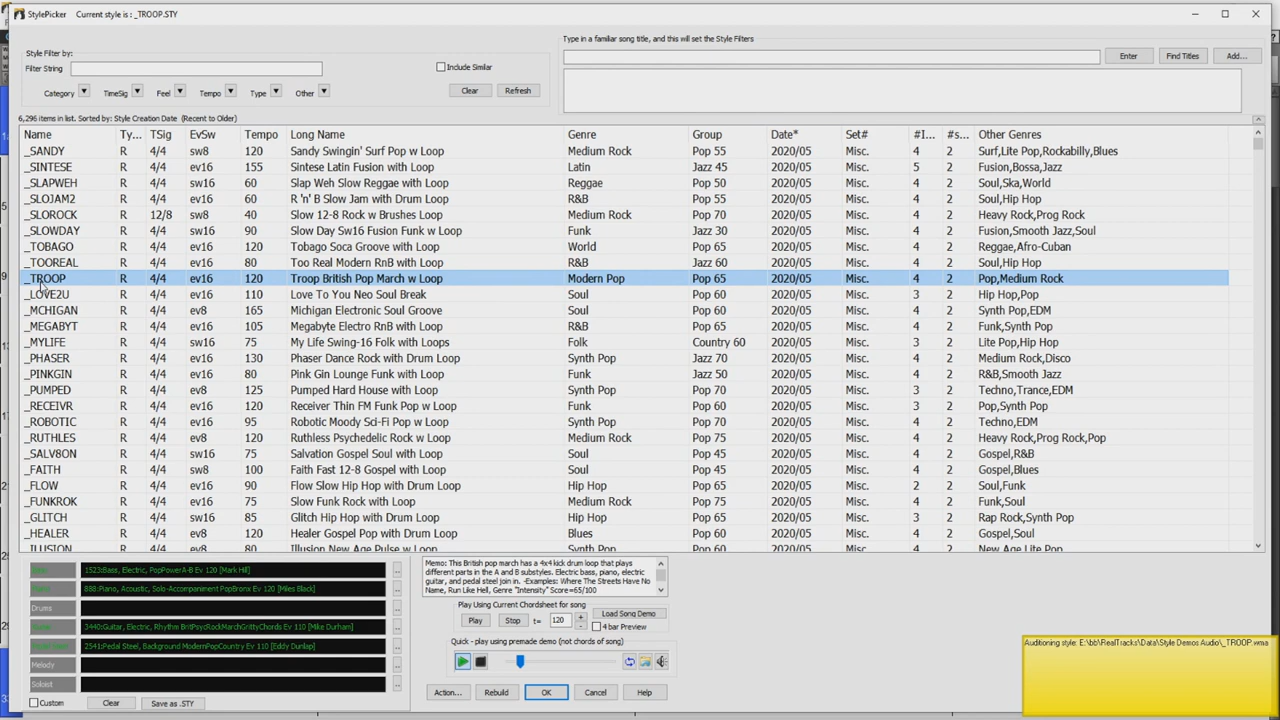 StylePicker Current style is : _TROOP.STY
Type in a familiar song title, and this will set the Style Filters
Style Filter by:
Filter String
Include Similar
Enter Find Titles Add...
Category TimeSig Feel Tempo Type Other Clear Refresh
6,296 items in list. Sorted by: Style Creation Date (Recent to Older)
Name Ty... TSig EvSw Tempo Long Name Genre Group Date* Set# #I... #s... Other Genres
_SANDY R 4/4 sw8 120 Sandy Swingin' Surf Pop w Loop Medium Rock Pop 55 2020/05 Misc. 4 2 Surf,Lite Pop,Rockabilly,Blues
_SINTESE R 4/4 ev16 155 Sintese Latin Fusion with Loop Latin Jazz 45 2020/05 Misc. 5 2 Fusion,Bossa,Jazz
_SLAPWEH R 4/4 sw16 60 Slap Weh Slow Reggae with Loop Reggae Pop 50 2020/05 Misc. 4 2 Soul,Ska,World
_SLOJAM2 R 4/4 ev16 60 R 'n' B Slow Jam with Drum Loop R&B Pop 55 2020/05 Misc. 4 2 Soul,Hip Hop
_SLOROCK R 12/8 sw8 40 Slow 12-8 Rock w Brushes Loop Medium Rock Pop 70 2020/05 Misc. 4 2 Heavy Rock,Prog Rock
_SLOWDAY R 4/4 sw16 90 Slow Day Sw16 Fusion Funk w Loop Funk Jazz 30 2020/05 Misc. 4 2 Fusion,Smooth Jazz,Soul
_TOBAGO R 4/4 ev16 120 Tobago Soca Groove with Loop World Pop 60 2020/05 Misc. 4 2 Reggae,Afro-Cuban
_TOOREAL R 4/4 ev16 80 Too Real Modern RnB with Loop R&B Jazz 60 2020/05 Misc. 4 2 Soul,Hip Hop
_TROOP R 4/4 ev16 120 Troop British Pop March w Loop Modern Pop Pop 65 2020/05 Misc. 4 2 Pop,Medium Rock
_LOVE2U R 4/4 ev16 110 Love To You Neo Soul Break Soul Pop 60 2020/05 Misc. 3 2 Hip Hop,Pop
_MCHIGAN R 4/4 ev8 165 Michigan Electronic Soul Groove Soul Pop 60 2020/05 Misc. 4 2 Synth Pop,EDM
_MEGABYT R 4/4 ev16 105 Megabyte Electro RnB with Loop R&B Pop 65 2020/05 Misc. 4 2 Funk,Synth Pop
_MYLIFE R 4/4 sw16 75 My Life Swing-16 Folk with Loops Folk Country 60 2020/05 Misc. 3 2 Lite Pop,Hip Hop
_PHASER R 4/4 ev16 130 Phaser Dance Rock with Drum Loop Synth Pop Jazz 70 2020/05 Misc. 4 2 Medium Rock,Disco
_PINKGIN R 4/4 ev16 80 Pink Gin Lounge Funk with Loop Funk Jazz 50 2020/05 Misc. 4 2 R&B,Smooth Jazz
_PUMPED R 4/4 ev8 125 Pumped Hard House with Loop Synth Pop Pop 70 2020/05 Misc. 3 2 Techno,Trance,EDM
_RECEIVR R 4/4 ev16 120 Receiver Thin FM Funk Pop w Loop Funk Pop 60 2020/05 Misc. 3 2 Pop,Synth Pop
_ROBOTIC R 4/4 ev16 95 Robotic Moody Sci-Fi Pop w Loop Synth Pop Pop 60 2020/05 Misc. 4 2 Techno,EDM
_RUTHLES R 4/4 ev8 120 Ruthless Psychedelic Rock w Loop Medium Rock Pop 75 2020/05 Misc. 4 2 Heavy Rock,Prog Rock,Pop
_SALV8ON R 4/4 sw16 75 Salvation Gospel Soul with Loop Soul Pop 45 2020/05 Misc. 4 2 Gospel,R&B
_FAITH R 4/4 sw8 100 Faith Fast 12-8 Gospel with Loop Soul Pop 60 2020/05 Misc. 4 2 Gospel,Blues
_FLOW R 4/4 ev16 90 Flow Slow Hip Hop with Drum Loop Hip Hop Pop 60 2020/05 Misc. 2 2 Soul,Funk
_FUNKROK R 4/4 ev16 75 Slow Funk Rock with Loop Medium Rock Pop 65 2020/05 Misc. 4 2 Funk,Soul
_GLITCH R 4/4 sw16 85 Glitch Hip Hop with Drum Loop Hip Hop Pop 65 2020/05 Misc. 3 2 Rap Rock,Synth Pop
_HEALER R 4/4 ev8 120 Healer Gospel Pop with Drum Loop Soul Pop 60 2020/05 Misc. 4 2 Gospel,Soul
_ILUSION R 4/4 ev8 80 Illusion New Age Pulse w Loop Synth Pop Pop 60 2020/05 Misc. 4 2 New Age,Lite Pop
1523:Bass, Electric, PopPowerA-B Ev 120 [Mark Hill]
888:Piano, Acoustic, Solo-Accompaniment PopBronx Ev 120 [Miles Black]
Drums
3440:Guitar, Electric, Rhythm BritPsycRockMarchGrittyChords Ev 110 [Mike Durham]
2541:Pedal Steel, Background ModernPopCountry Ev 110 [Eddy Dunlap]
Melody
Soloist
Custom Clear Save as .STY
Memo: This British pop march has a 4x4 kick drum loop that plays
different parts in the A and B substyles. Electric bass, piano, electric
guitar, and pedal steel join in. -Examples: Where The Streets Have No
Name, Run Like Hell, Genre "Intensity" Score=65/100
Play Using Current Chordsheet for song
Load Song Demo
Play Stop t= 120 4 bar Preview
Quick - play using premade demo (not chords of song)
Action... Rebuild OK Cancel Help
Auditioning style: E:\bb\RealTracks\Data\Style Demos Audio\_TROOP.wma